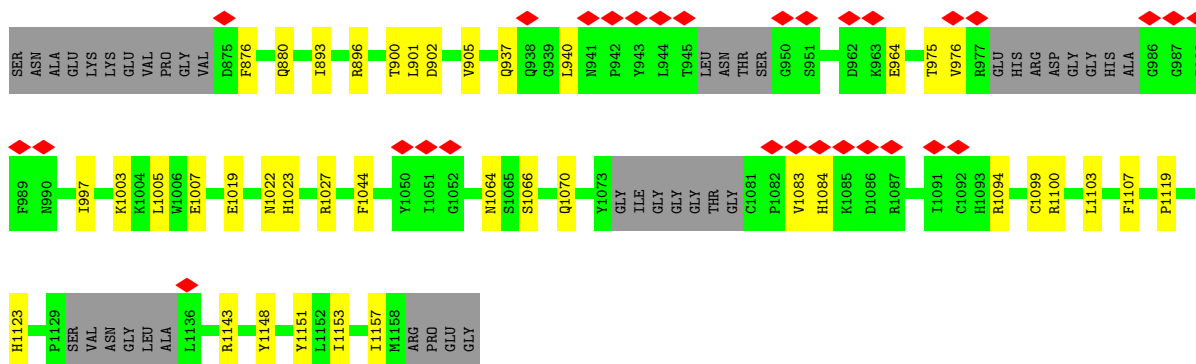 SER ASN ALA GLU LYS LYS GLU VAL PRO GLY VAL D875 F876 Q880 I893 R896 T900 L901 D902 V905 Q937 Q938 G939 L940 N941 P942 Y943 L944 T945 LEU ASN THR SER G950 S951 D962 K963 E964 T975 V976 R977 GLU HIS ARG ASP GLY GLY HIS ALA G986 G987
F989 N990 I997 K1003 K1004 L1005 W1006 E1007 E1019 N1022 H1023 R1027 F1044 Y1050 I1051 G1052 N1064 S1065 S1066 Q1070 Y1073 GLY ILE GLY GLY GLY THR GLY C1081 P1082 V1083 H1084 K1085 D1086 R1087 I1091 C1092 H1093 R1094 C1099 R1100 L1103 F1107 P1119
H1123 P1129 SER VAL ASN GLY LEU ALA L1136 R1143 Y1148 Y1151 L1152 I1153 I1157 M1158 ARG PRO GLU GLY